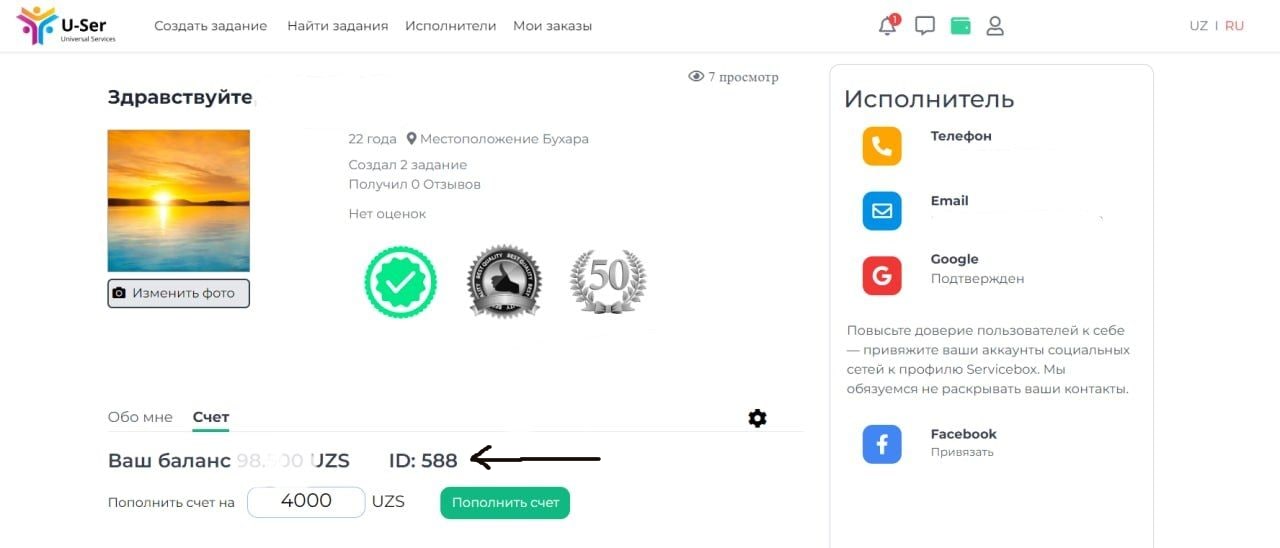 U-Ser
Universal Services
Создать задание
Найти задания
Исполнители
Мои заказы
1
UZ | RU
7 просмотр
Здравствуйте,
22 года
Местоположение Бухара
Создал 2 задание
Получил 0 Отзывов
Нет оценок
BEST QUALITY
50
Изменить фото
Обо мне
Счет
Ваш баланс 98.500 UZS
ID: 588
Пополнить счет на 4000 UZS
Пополнить счет
Исполнитель
Телефон
Email
Google
Подтвержден
Повысьте доверие пользователей к себе
— привяжите ваши аккаунты социальных
сетей к профилю Servicebox. Мы
обязуемся не раскрывать ваши контакты.
Facebook
Привязать